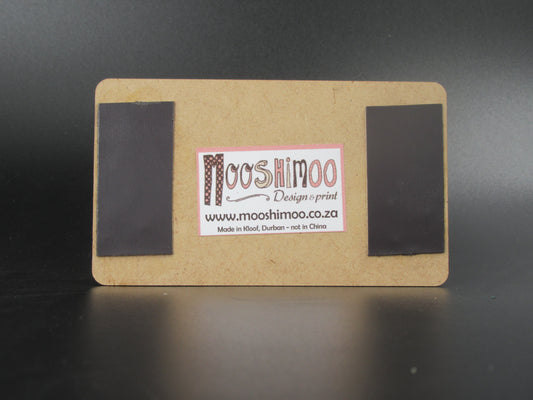 Mooshimoo
Design & print
www.mooshimoo.co.za
Made in Kloof, Durban - not in China